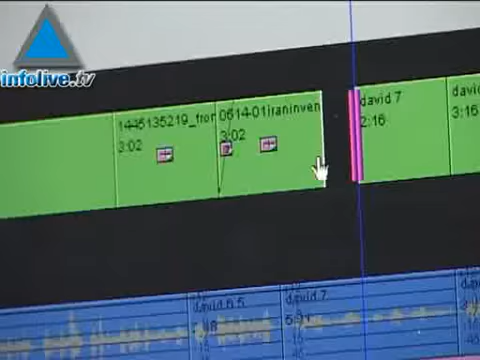 infolive.tv
1445135219_fror
3:02
0614-01iraninven
3:02
david 7
2:16
david
3:16
david 6.5
david 7